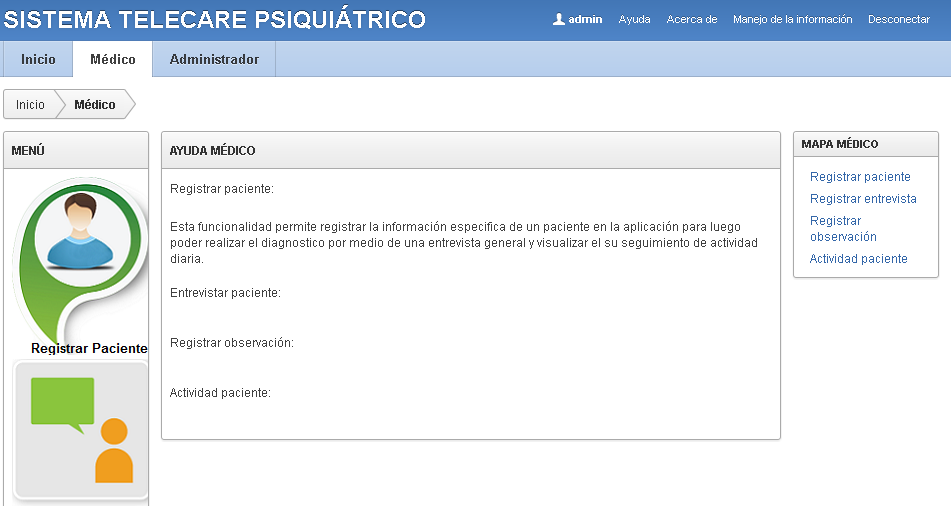 SISTEMA TELECARE PSIQUIÁTRICO
admin Ayuda Acerca de Manejo de la información Desconectar
Inicio Médico Administrador
Inicio Médico
MENÚ
Registrar Paciente
AYUDA MÉDICO
Registrar paciente:
Esta funcionalidad permite registrar la información especifica de un paciente en la aplicación para luego
poder realizar el diagnostico por medio de una entrevista general y visualizar el su seguimiento de actividad
diaria.
Entrevistar paciente:
Registrar observación:
Actividad paciente:
MAPA MÉDICO
Registrar paciente
Registrar entrevista
Registrar
observación
Actividad paciente